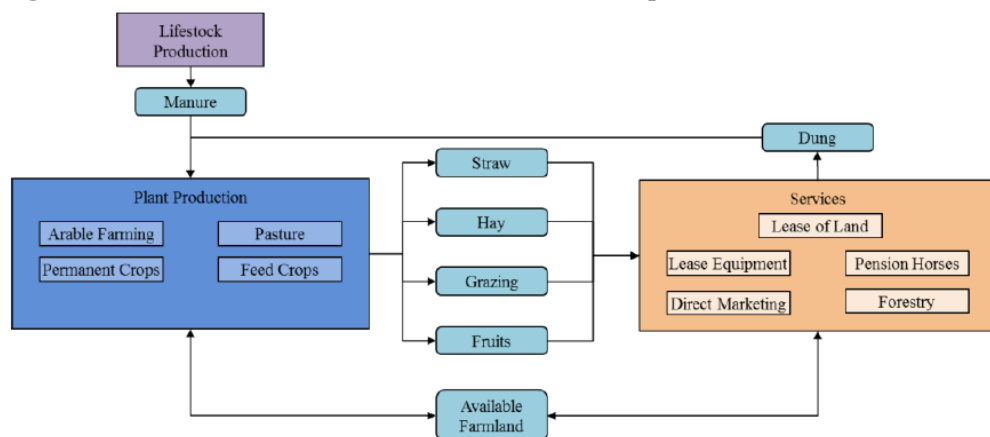 Lifestock
Production
Manure
Dung
Straw
Plant Production
Services
Lease of Land
Arable Farming
Pasture
Hay
Permanent Crops
Feed Crops
Lease Equipment
Pension Horses
Grazing
Direct Marketing
Forestry
Fruits
Available
Farmland